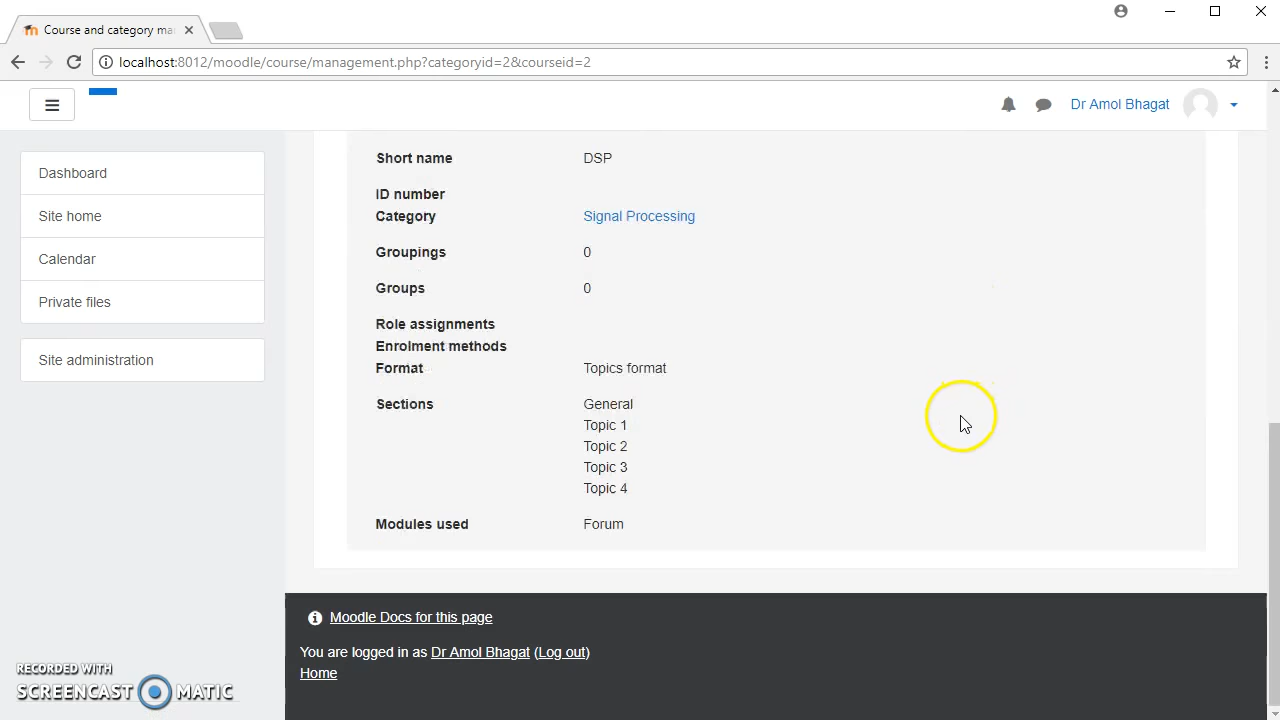 Course and category ma
localhost:8012/moodle/course/management.php?categoryid=2&courseid=2
Dr Amol Bhagat
Dashboard
Site home
Calendar
Private files
Site administration
Short name DSP
ID number
Category Signal Processing
Groupings 0
Groups 0
Role assignments
Enrolment methods
Format Topics format
Sections General
Topic 1
Topic 2
Topic 3
Topic 4
Modules used Forum
Moodle Docs for this page
You are logged in as Dr Amol Bhagat (Log out)
Home
RECORDED WITH
SCREENCAST MATIC